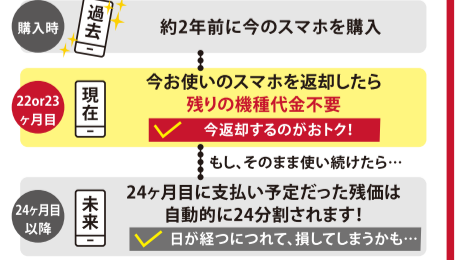 購入時
過去
約2年前に今のスマホを購入
22or23
ヶ月目
現在
今お使いのスマホを返却したら
残りの機種代金不要
今返却するのがおトク!
もし、そのまま使い続けたら…
24ヶ月目
以降
未来
24ヶ月目に支払い予定だった残価は
自動的に24分割されます!
日が経つにつれて、損してしまうかも…